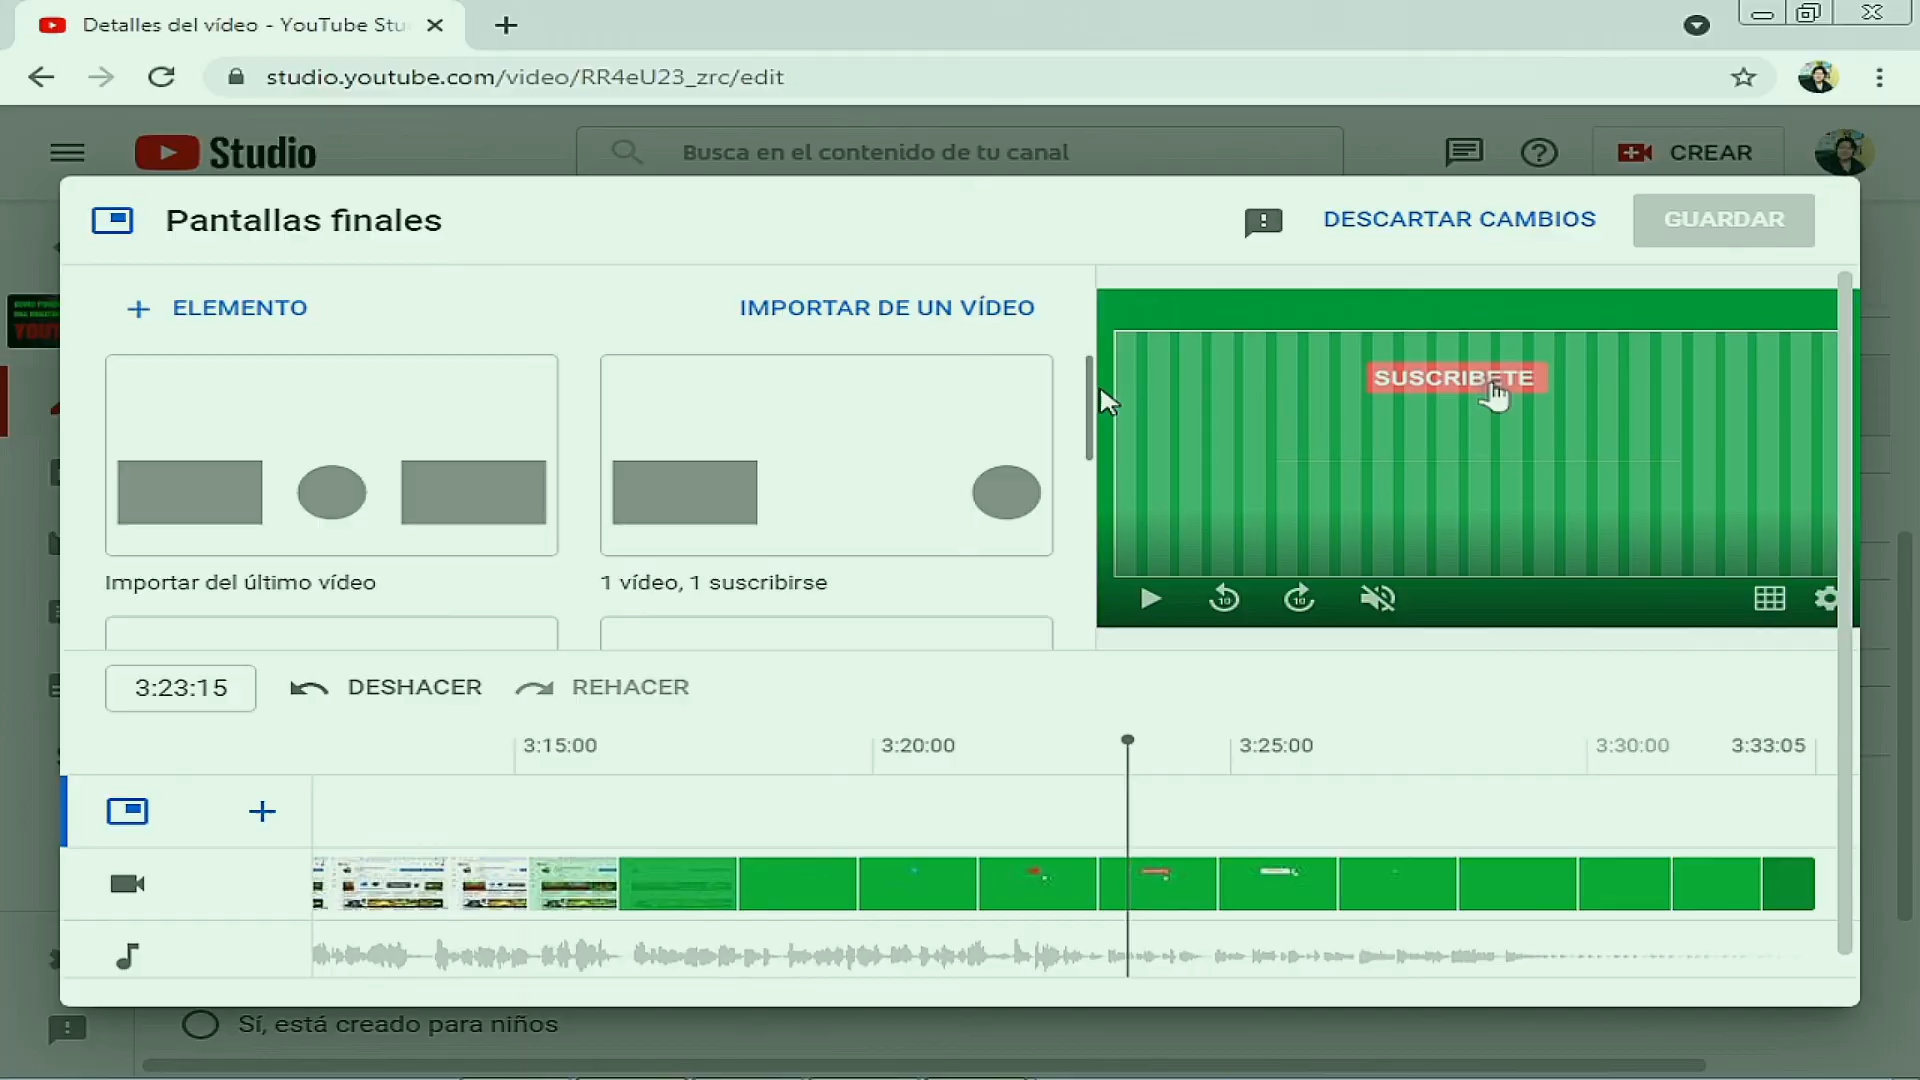 Detalles del vídeo - YouTube Stu
studio.youtube.com/video/RR4eU23_zrc/edit
Studio
Busca en el contenido de tu canal
CREAR
Pantallas finales
DESCARTAR CAMBIOS
GUARDAR
ELEMENTO
IMPORTAR DE UN VÍDEO
SUSCRIBETE
Importar del último vídeo
1 vídeo, 1 suscribirse
10
10
3:23:15
DESHACER
REHACER
3:15:00
3:20:00
3:25:00
3:30:00
3:33:05
Sí, está creado para niños